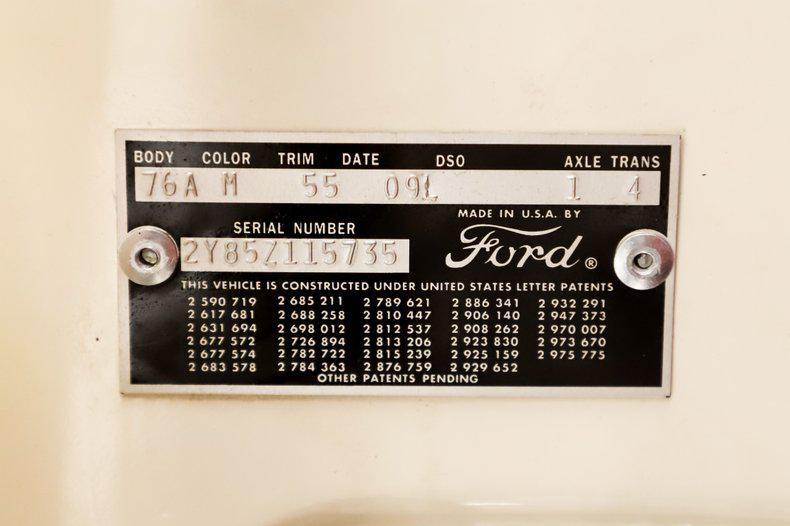 BODY COLOR TRIM DATE DSO AXLE TRANS
76A M 55 09L 1 4
MADE IN U.S.A. BY
SERIAL NUMBER
Ford ®
2Y85Z115735
THIS VEHICLE IS CONSTRUCTED UNDER UNITED STATES LETTER PATENTS
2 590 719 2 685 211 2 789 621 2 886 341 2 932 291
2 617 681 2 688 258 2 810 447 2 906 140 2 947 373
2 631 694 2 698 012 2 812 537 2 908 262 2 970 007
2 677 572 2 726 894 2 813 206 2 923 830 2 973 670
2 677 574 2 782 722 2 815 239 2 925 159 2 975 775
2 683 578 2 784 363 2 876 759 2 929 652
OTHER PATENTS PENDING